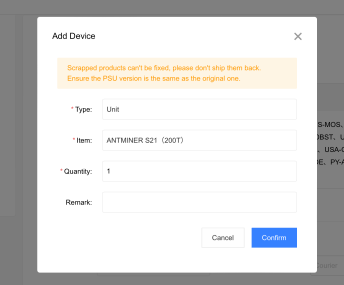 Add Device
Scrapped products can't be fixed, please don't ship them back.
Ensure the PSU version is the same as the original one.
* Type: Unit
* Item: ANTMINER S21（200T）
* Quantity: 1
Remark:
Cancel Confirm
S-MOS、
OBST、U
、USA-C
E、PY-A